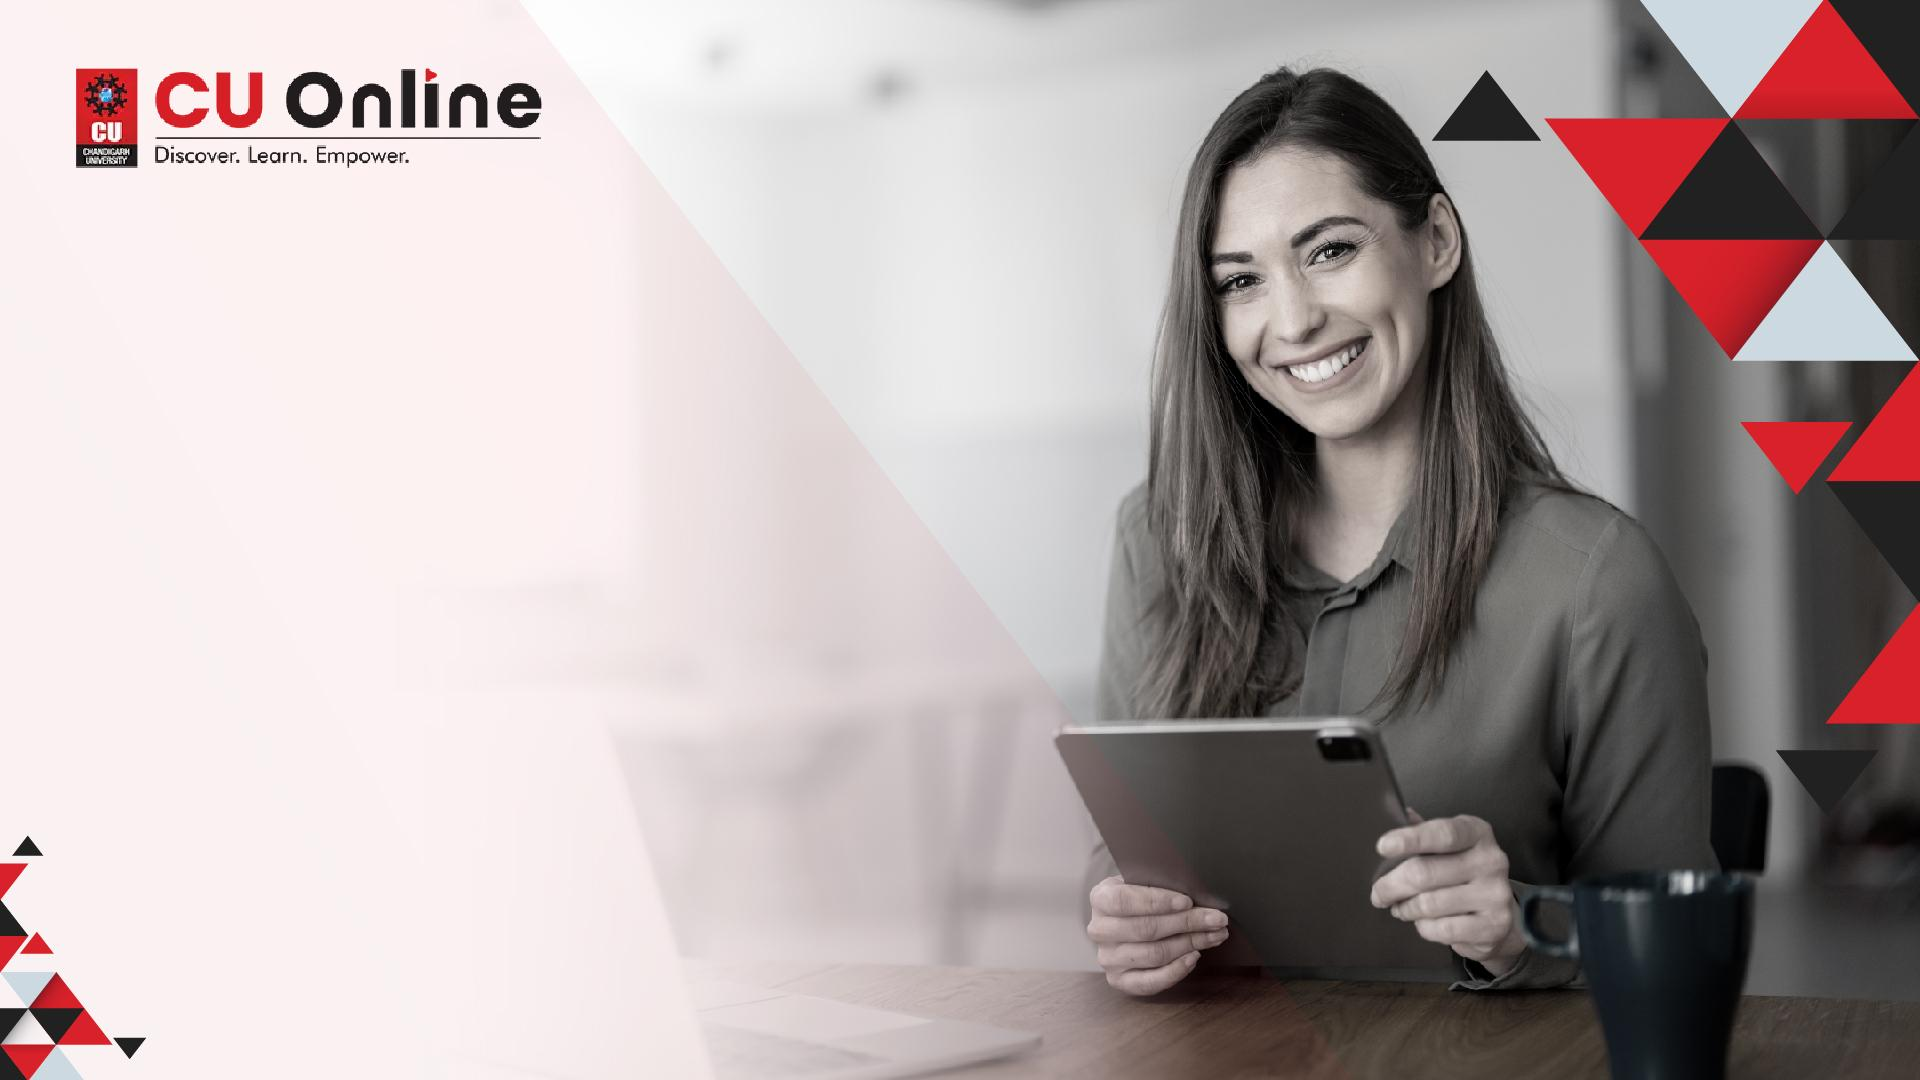 CU Online
CU
CHANDIGARH
UNIVERSITY
Discover. Learn. Empower.